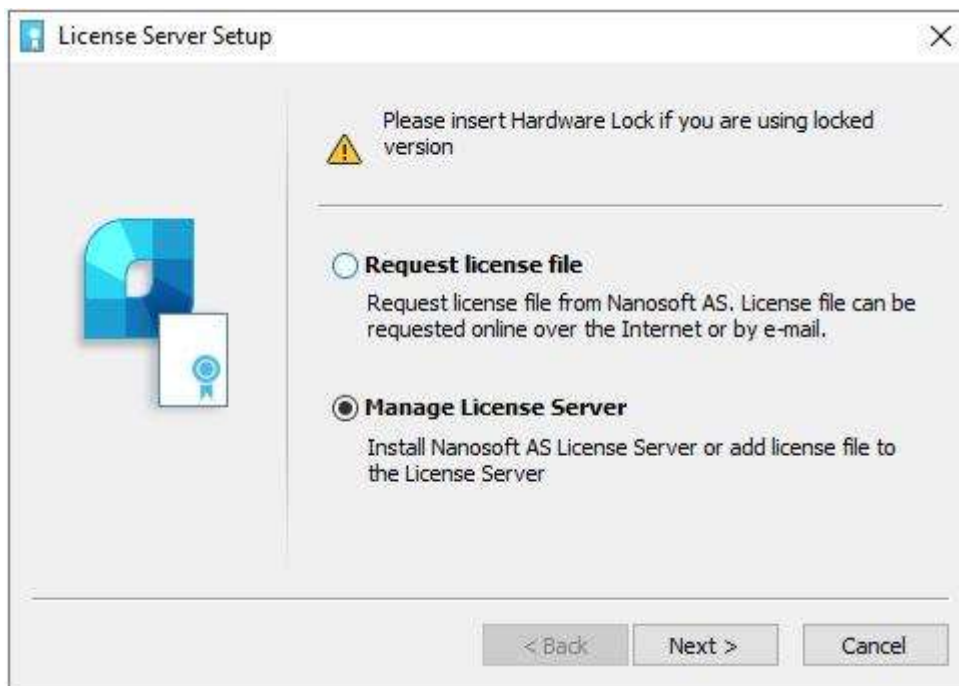 License Server Setup
Please insert Hardware Lock if you are using locked
version
Request license file
Request license file from Nanosoft AS. License file can be
requested online over the Internet or by e-mail.
Manage License Server
Install Nanosoft AS License Server or add license file to
the License Server
< Back
Next >
Cancel